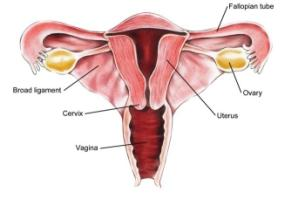 Fallopian tube
Broad ligament
Ovary
Cervix
Uterus
Vagina